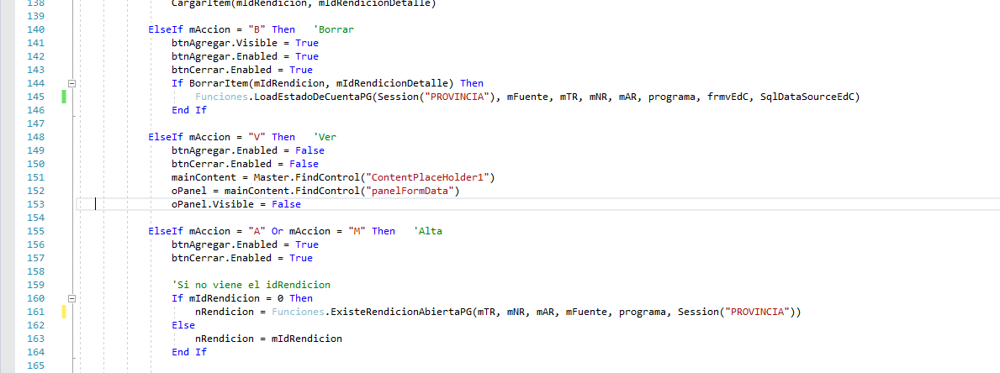 138 CargarItem(mIdRendicion, mIdRendicionDetalle)
139
140 ElseIf mAccion = "B" Then 'Borrar
141 btnAgregar.Visible = True
142 btnAgregar.Enabled = True
143 btnCerrar.Enabled = True
144 If BorrarItem(mIdRendicion, mIdRendicionDetalle) Then
145 Funciones.LoadEstadoDeCuentaPG(Session("PROVINCIA"), mFuente, mTR, mNR, mAR, programa, frmvEdC, SqlDataSourceEdC)
146 End If
147
148 ElseIf mAccion = "V" Then 'Ver
149 btnAgregar.Enabled = False
150 btnCerrar.Enabled = False
151 mainContent = Master.FindControl("ContentPlaceHolder1")
152 oPanel = mainContent.FindControl("panelFormData")
153 oPanel.Visible = False
154
155 ElseIf mAccion = "A" Or mAccion = "M" Then 'Alta
156 btnAgregar.Enabled = True
157 btnCerrar.Enabled = True
158
159 'Si no viene el idRendicion
160 If mIdRendicion = 0 Then
161 nRendicion = Funciones.ExisteRendicionAbiertaPG(mTR, mNR, mAR, mFuente, programa, Session("PROVINCIA"))
162 Else
163 nRendicion = mIdRendicion
164 End If
165